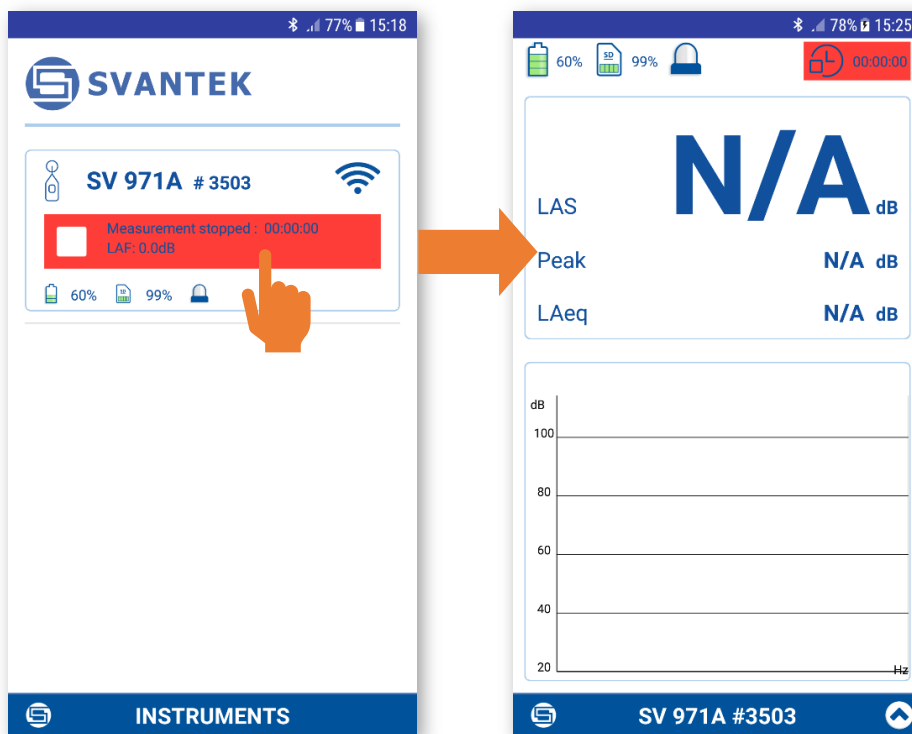 77% 15:18
SVANTEK
SV 971A # 3503
Measurement stopped : 00:00:00
LAF: 0.0dB
60% SD 99%
INSTRUMENTS
78% 15:25
60% SD 99% 00:00:00
N/A dB
LAS
Peak N/A dB
LAeq N/A dB
dB
100
80
60
40
20
Hz
SV 971A #3503